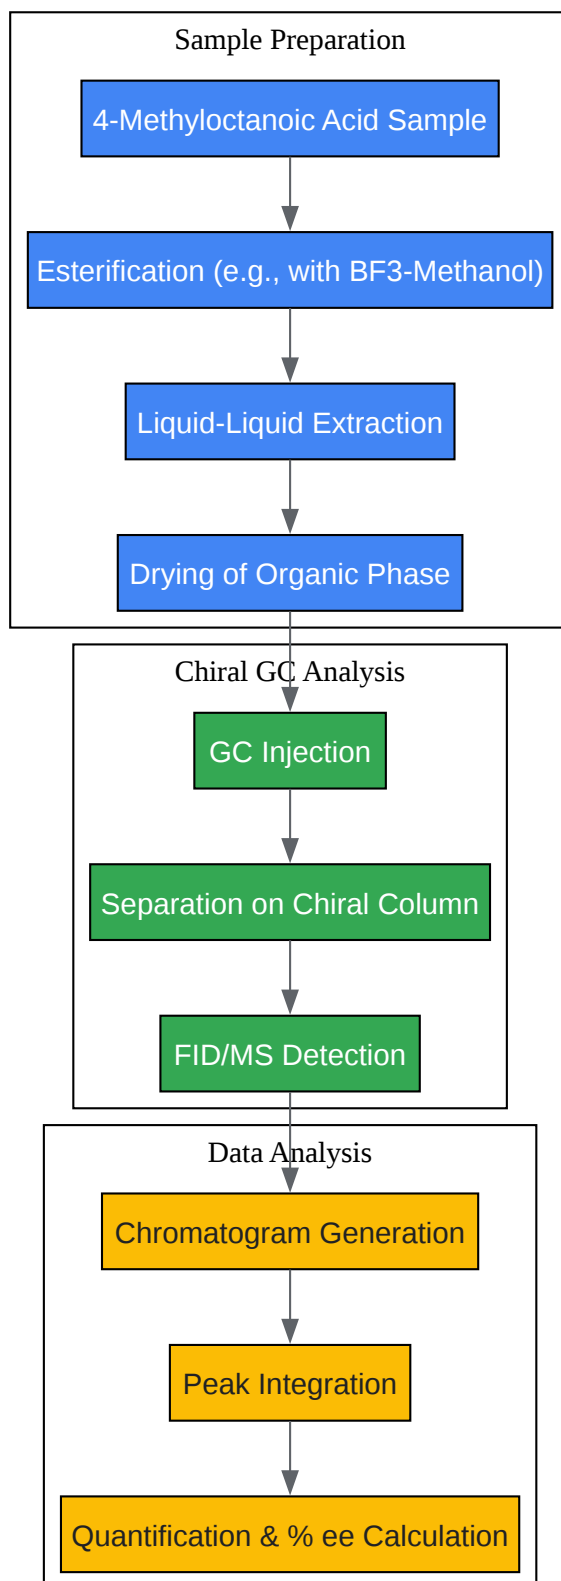 Sample Preparation
4-Methyloctanoic Acid Sample
Esterification (e.g., with BF3-Methanol)
Liquid-Liquid Extraction
Drying of Organic Phase
Chiral GC Analysis
GC Injection
Separation on Chiral Column
FID/MS Detection
Data Analysis
Chromatogram Generation
Peak Integration
Quantification & % ee Calculation